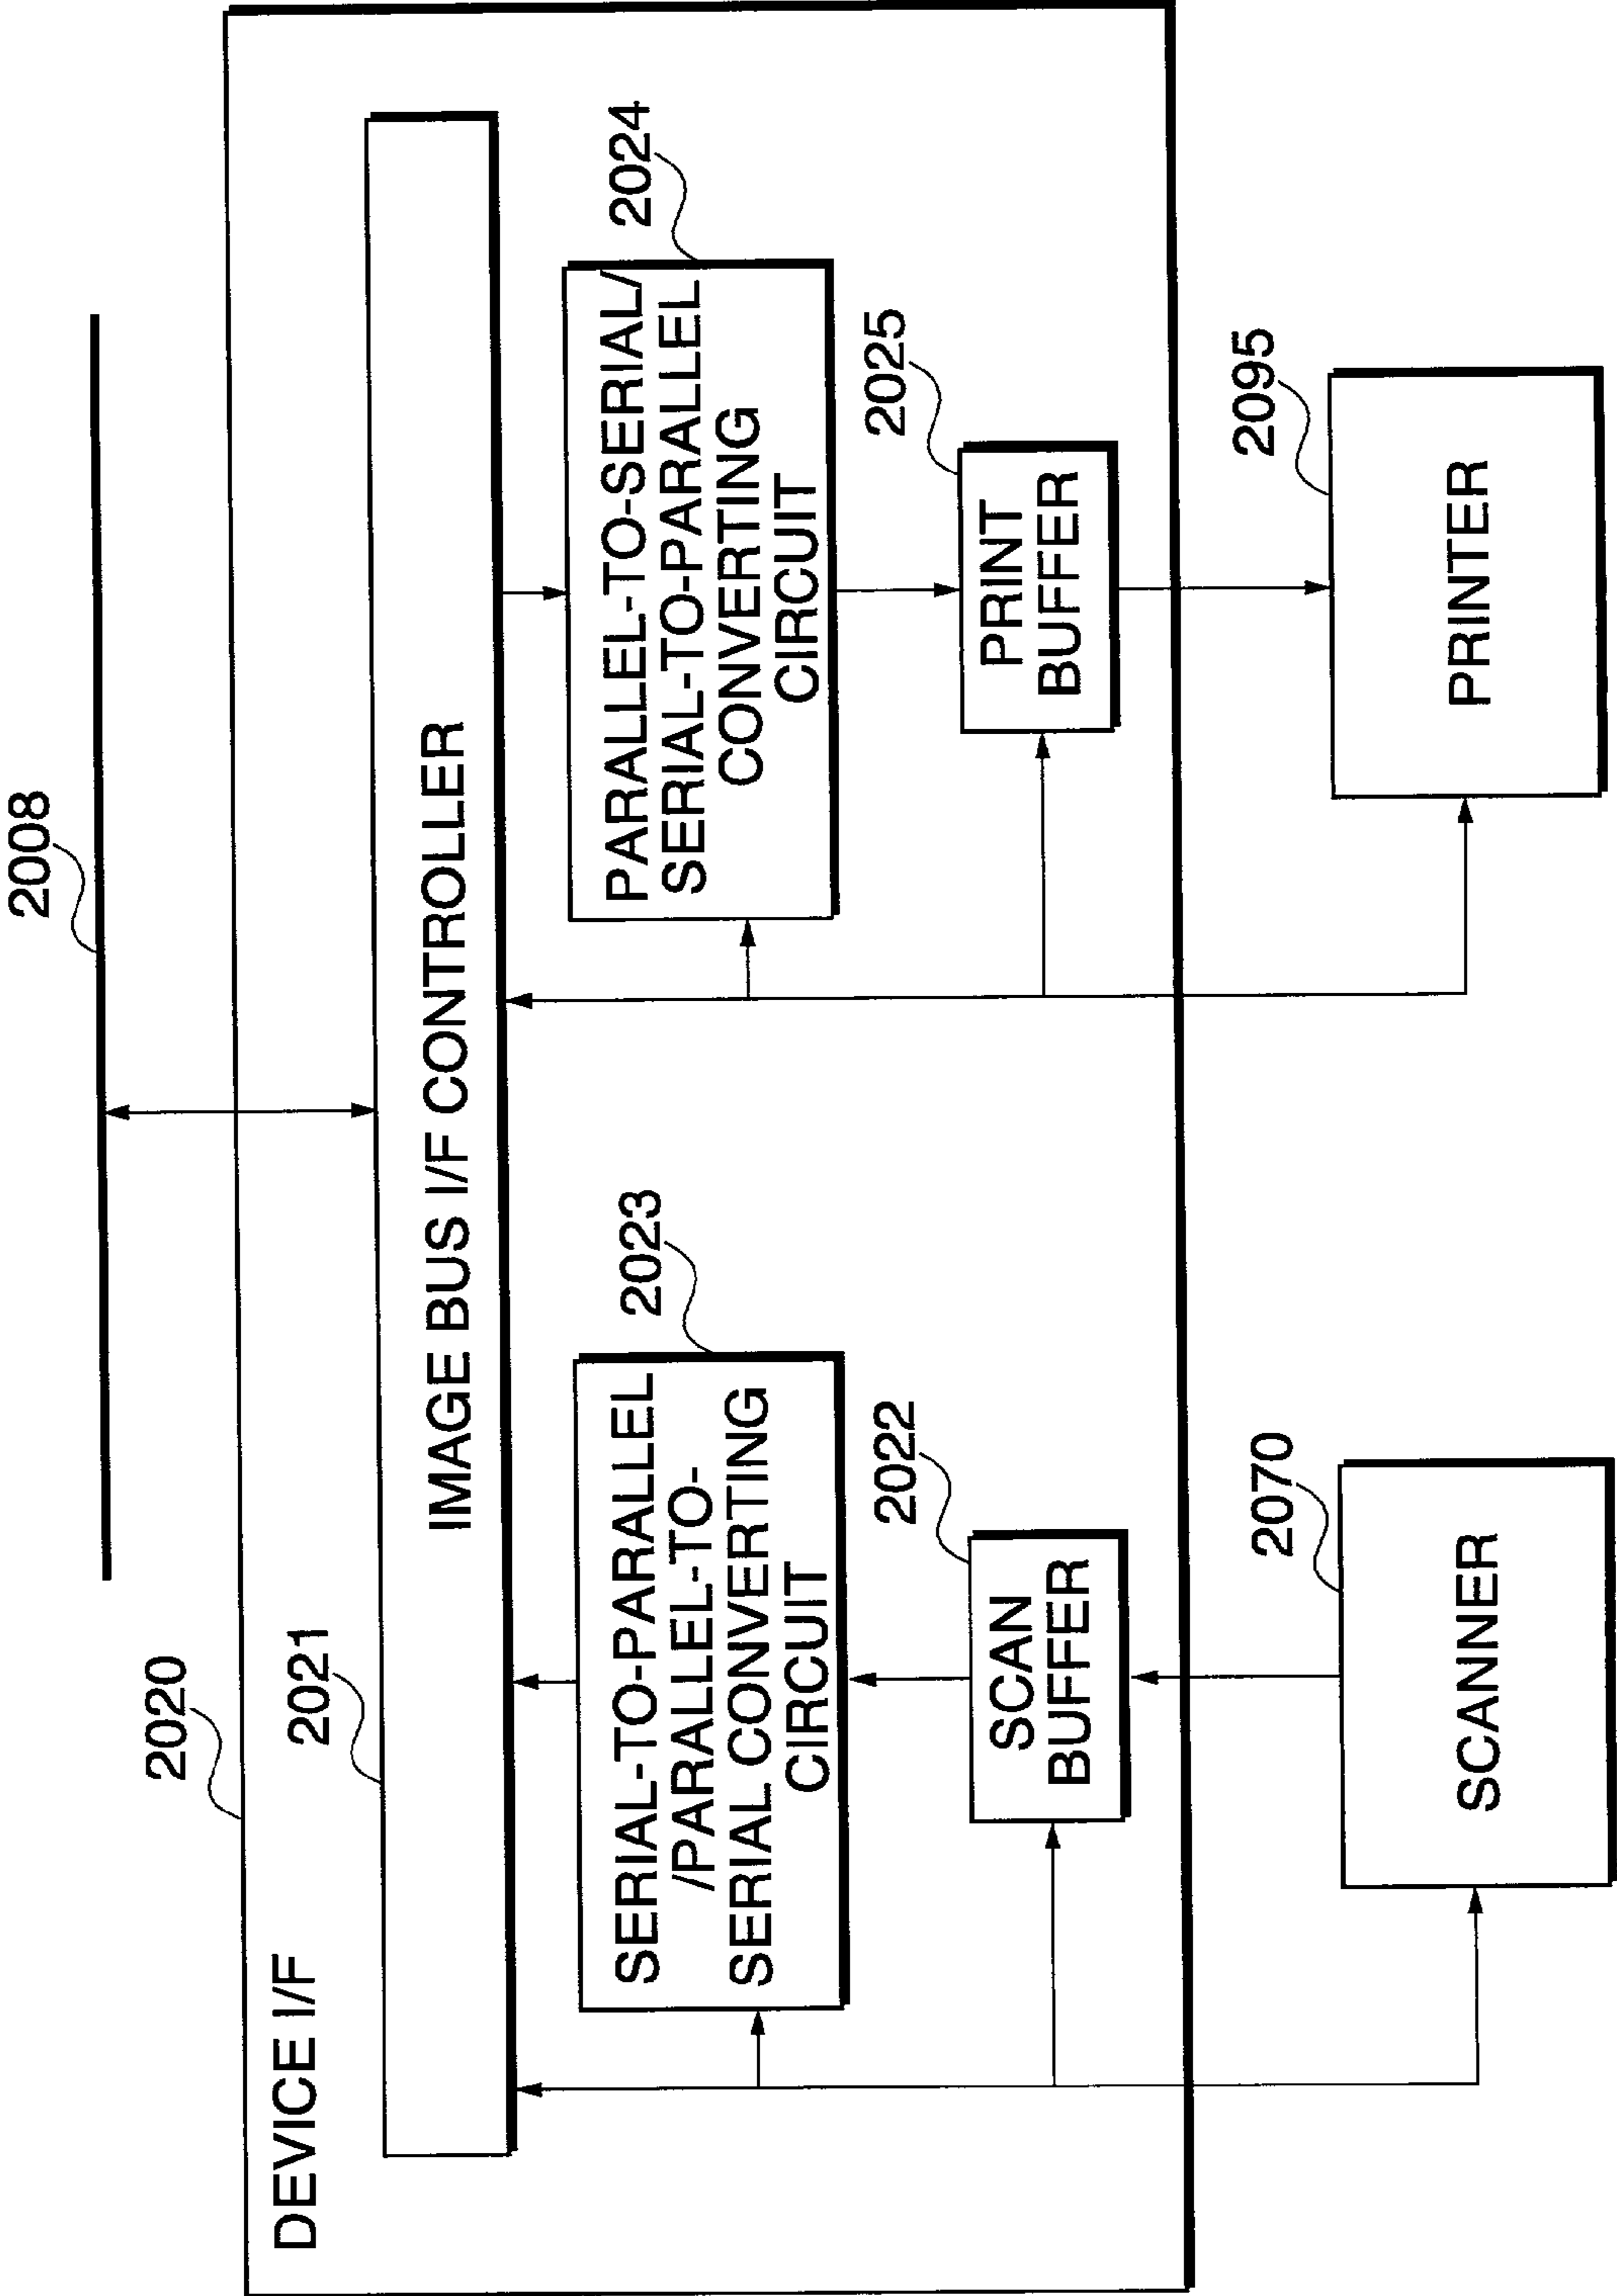 2008
2020
DEVICE I/F
2021
IMAGE BUS I/F CONTROLLER
2023
SERIAL-TO-PARALLEL
/PARALLEL-TO-
SERIAL CONVERTING
CIRCUIT
2024
PARALLEL-TO-SERIAL/
SERIAL-TO-PARALLEL
CONVERTING
CIRCUIT
2022
SCAN
BUFFER
2025
PRINT
BUFFER
2070
SCANNER
2095
PRINTER